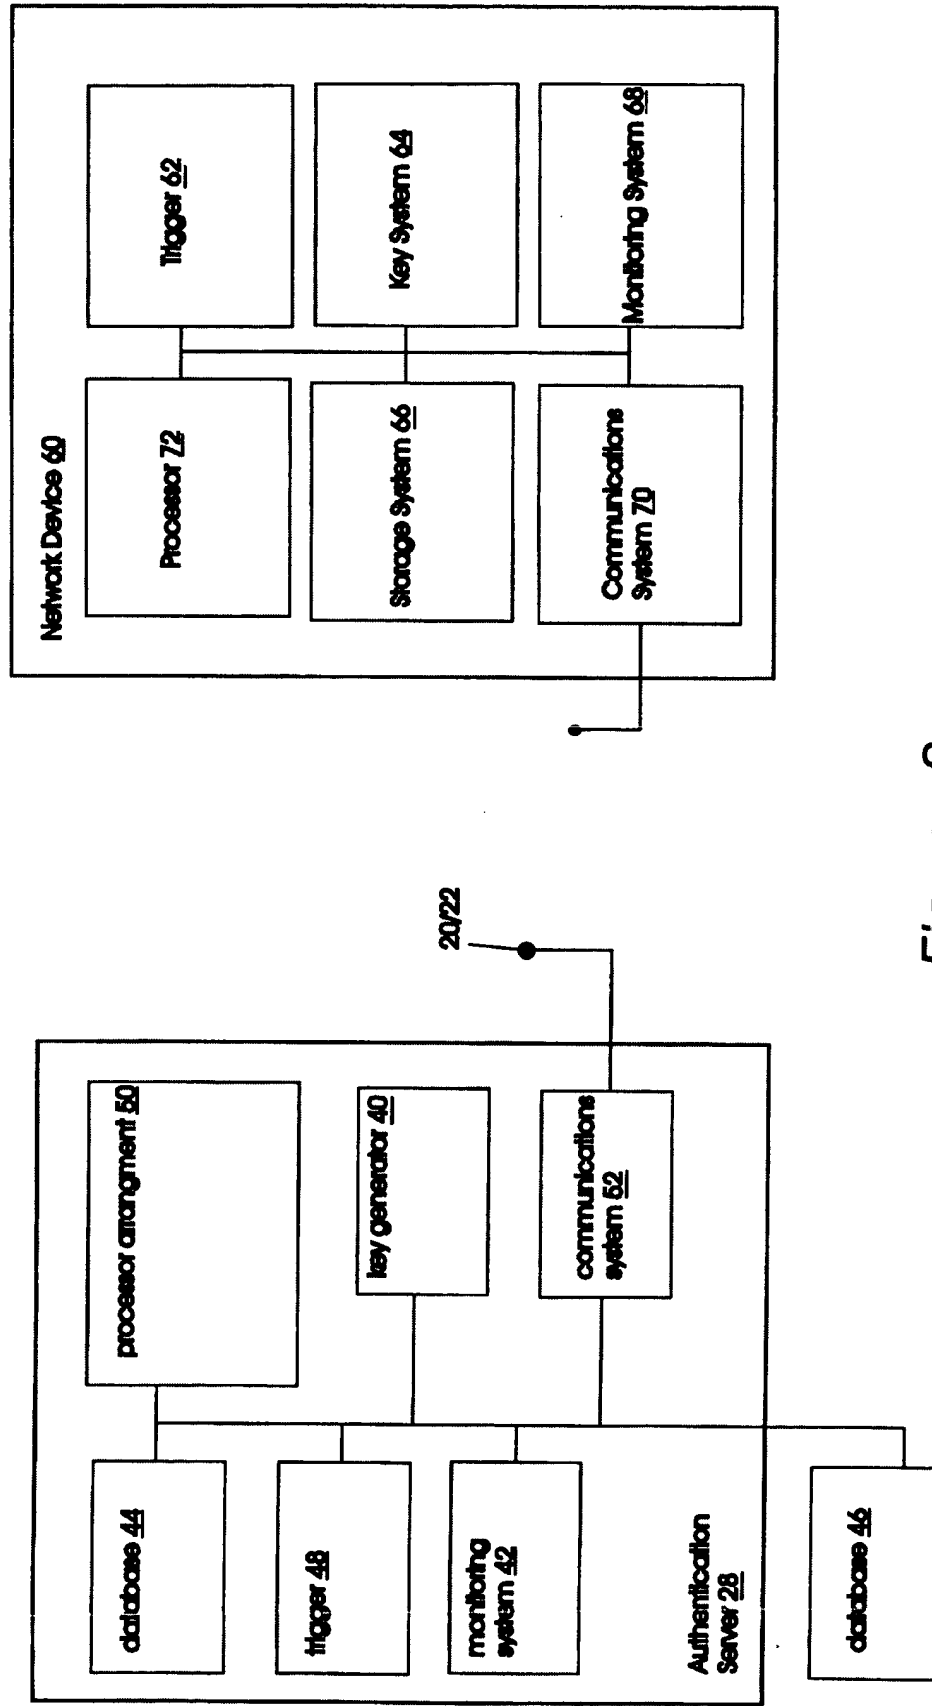 database 44
trigger 48
monitoring
system 42
Authentication
Server 28
database 46
processor arrangment 50
key generator 40
communications
system 52
20/22
Network Device 60
Processor 72
Storage System 66
Communications
System 70
Trigger 62
Key System 64
Monitoring System 68